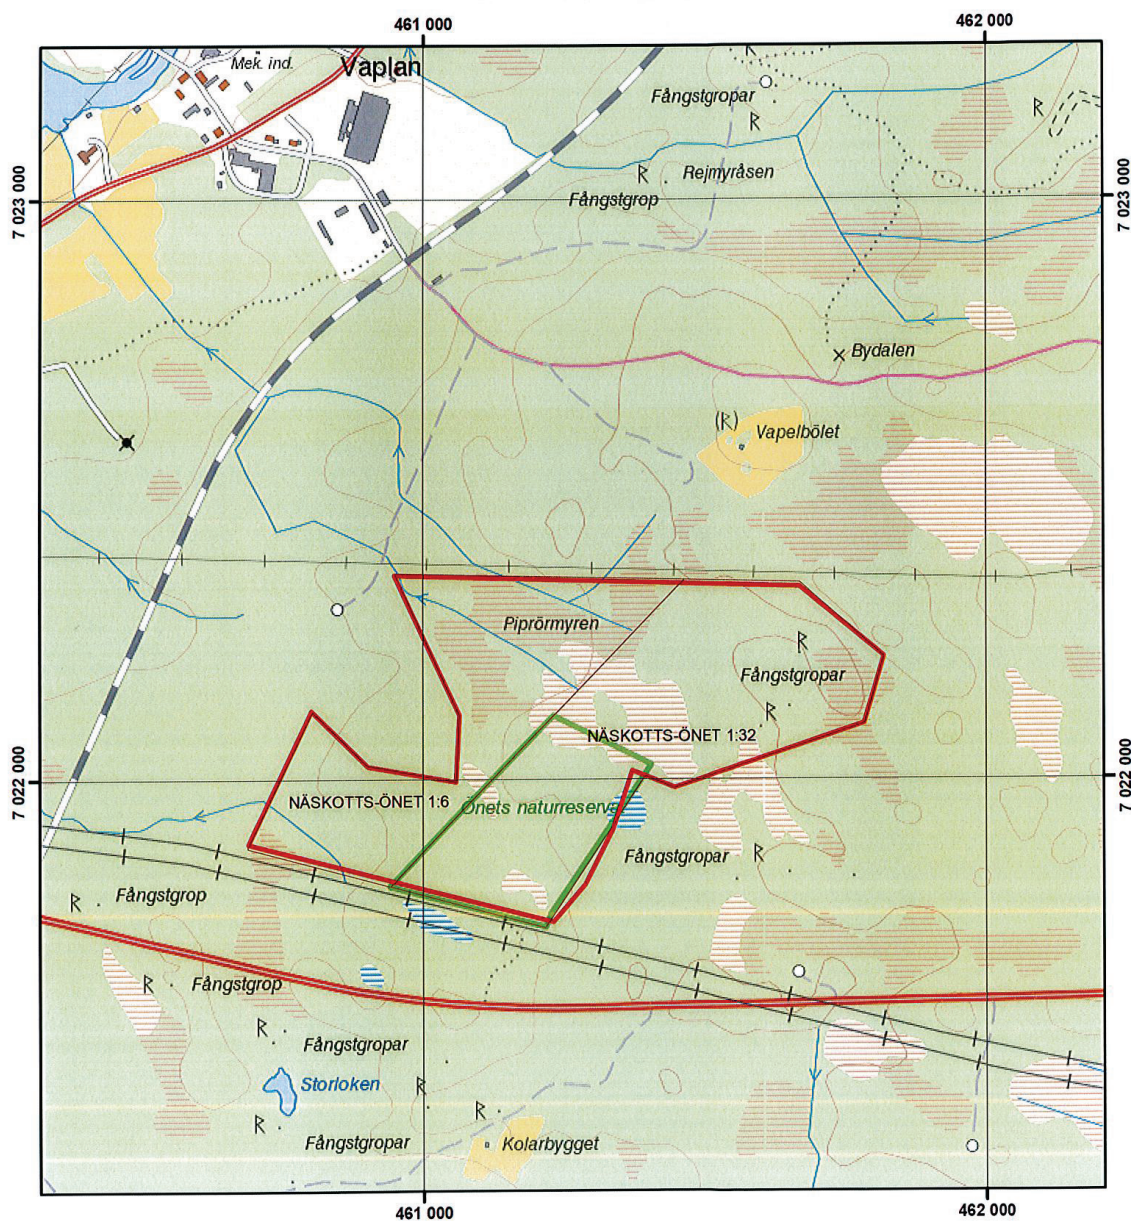 461 000
462 000
Mek. ind.
Vaplan
Fångstgropar
R
R
R
Rejmyråsen
Fångstgrop
7 023 000
7 023 000
Bydalen
(R)
Vapelbölet
Piprörmyren
R
Fångstgropar
R
NÄSKOTTS-ÖNET 1:32
7 022 000
7 022 000
NÄSKOTTS-ÖNET 1:6
Önets naturreserva
Fångstgropar
R
Fångstgrop
R
Fångstgrop
R
R
Fångstgropar
Storloken
R
R
R
Fångstgropar
Kolarbygget
461 000
462 000